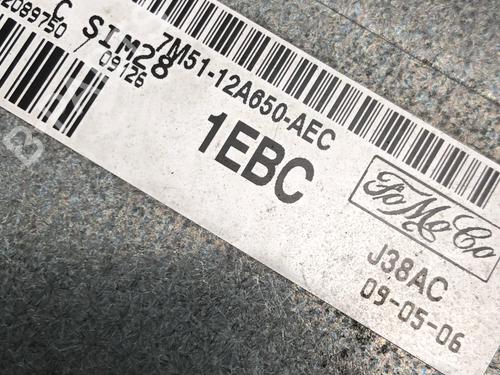 C SIM28
2089750 / 09126
7M51-12A650-AEC
1EBC
FoMoCo
J38AC
09-05-06
B